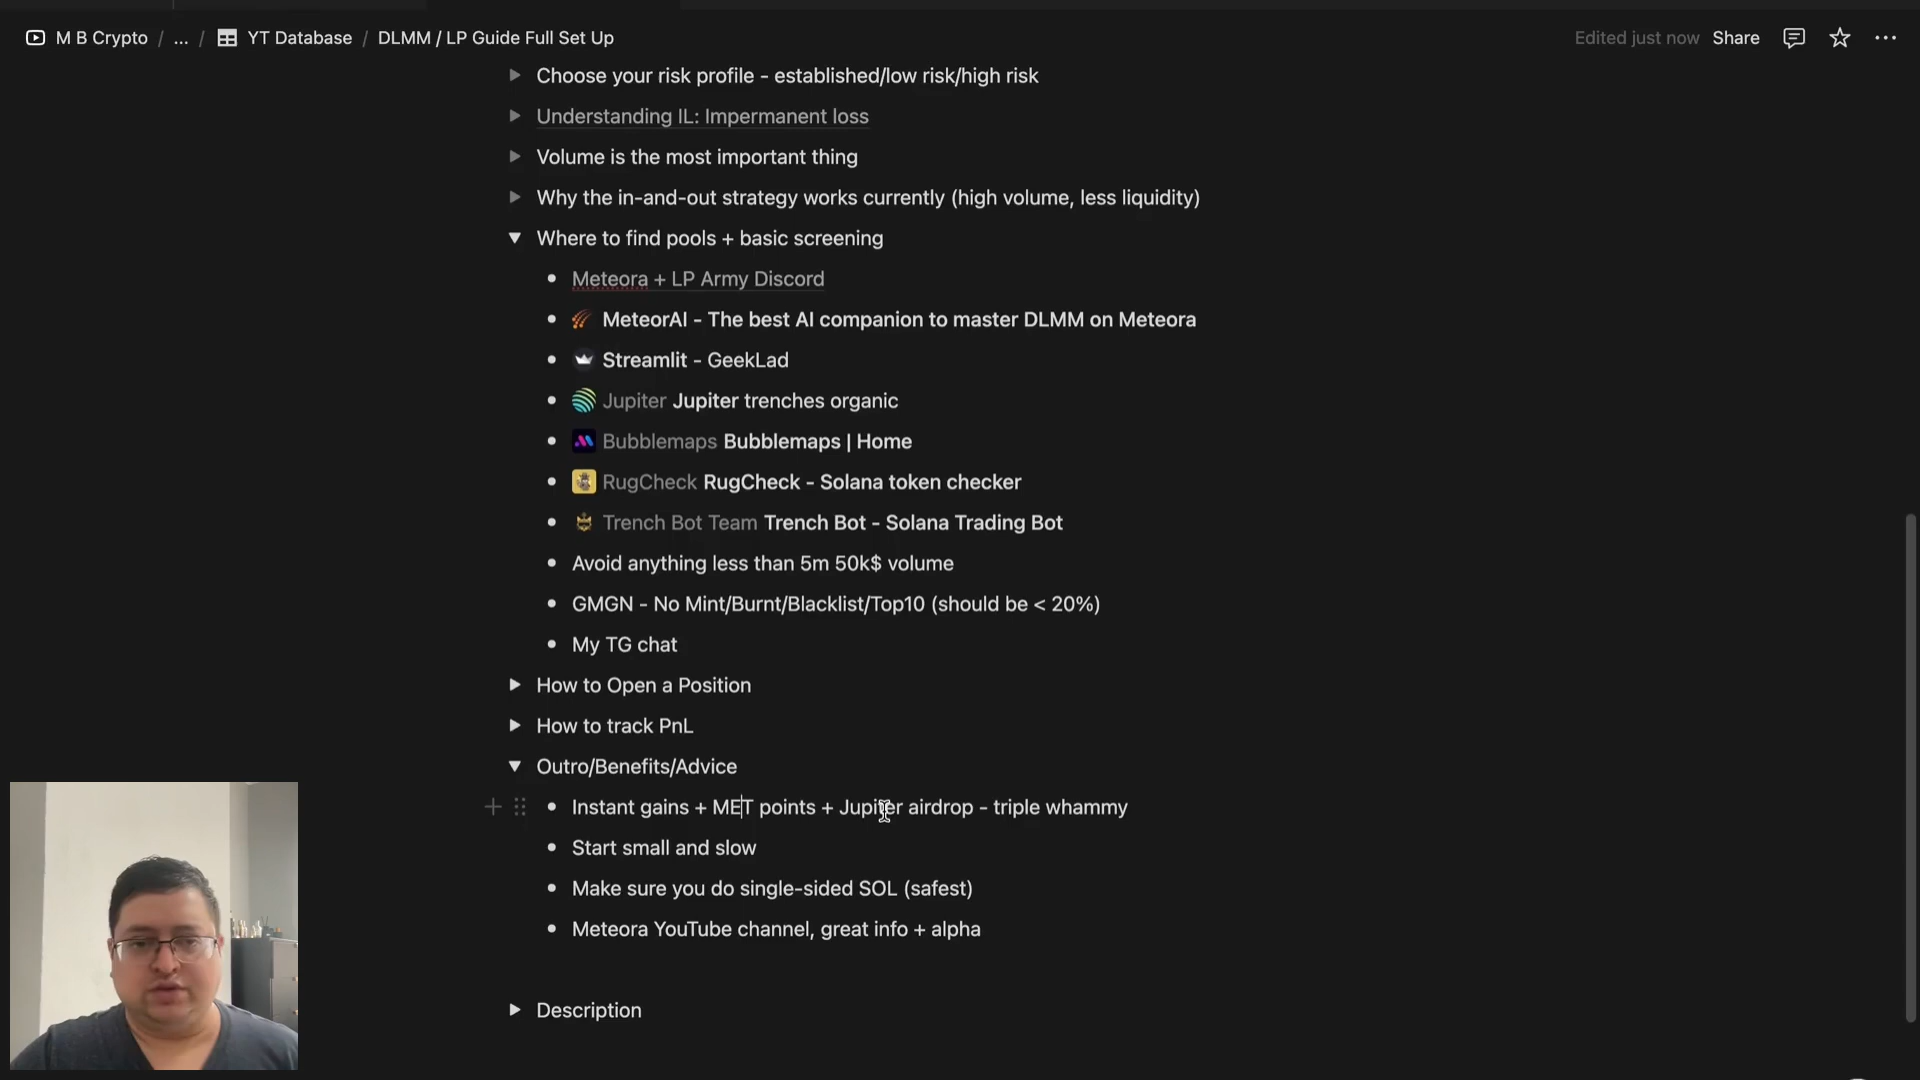 M B Crypto / ... / YT Database / DLMM / LP Guide Full Set Up
Edited just now Share
Choose your risk profile - established/low risk/high risk
Understanding IL: Impermanent loss
Volume is the most important thing
Why the in-and-out strategy works currently (high volume, less liquidity)
Where to find pools + basic screening
Meteora + LP Army Discord
MeteorAI - The best AI companion to master DLMM on Meteora
Streamlit - GeekLad
Jupiter Jupiter trenches organic
Bubblemaps Bubblemaps | Home
RugCheck RugCheck - Solana token checker
Trench Bot Team Trench Bot - Solana Trading Bot
Avoid anything less than 5m 50k$ volume
GMGN - No Mint/Burnt/Blacklist/Top10 (should be < 20%)
My TG chat
How to Open a Position
How to track PnL
Outro/Benefits/Advice
Instant gains + MET points + Jupiter airdrop - triple whammy
Start small and slow
Make sure you do single-sided SOL (safest)
Meteora YouTube channel, great info + alpha
Description